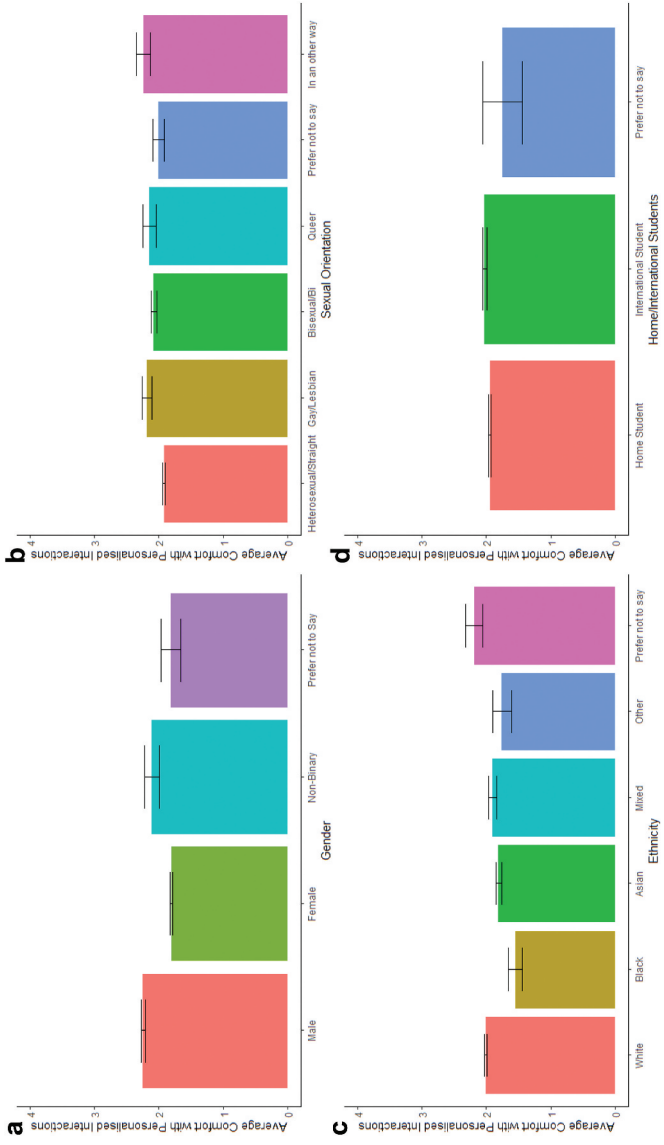 a
Average Comfort with Personalised Interactions
4
3
2
1
0
Male
Female
Non-Binary
Prefer not to Say
Gender
b
Average Comfort with Personalised Interactions
4
3
2
1
0
Heterosexual/Straight
Gay/Lesbian
Bisexual/Bi
Queer
Prefer not to say
In an other way
Sexual Orientation
c
Average Comfort with Personalised Interactions
4
3
2
1
0
White
Black
Asian
Mixed
Other
Prefer not to say
Ethnicity
d
Average Comfort with Personalised Interactions
4
3
2
1
0
Home Student
International Student
Prefer not to say
Home/International Students